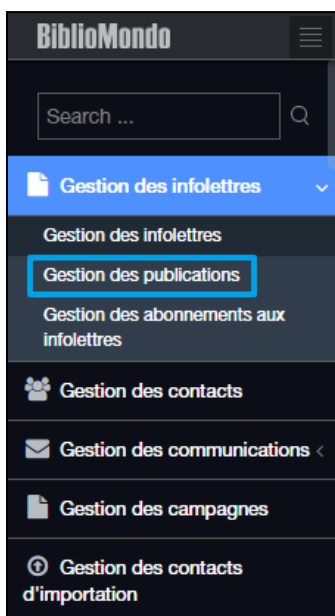 BiblioMondo
Search ...
Gestion des infolettres
Gestion des infolettres
Gestion des publications
Gestion des abonnements aux
infolettres
Gestion des contacts
Gestion des communications
Gestion des campagnes
Gestion des contacts
d'importation